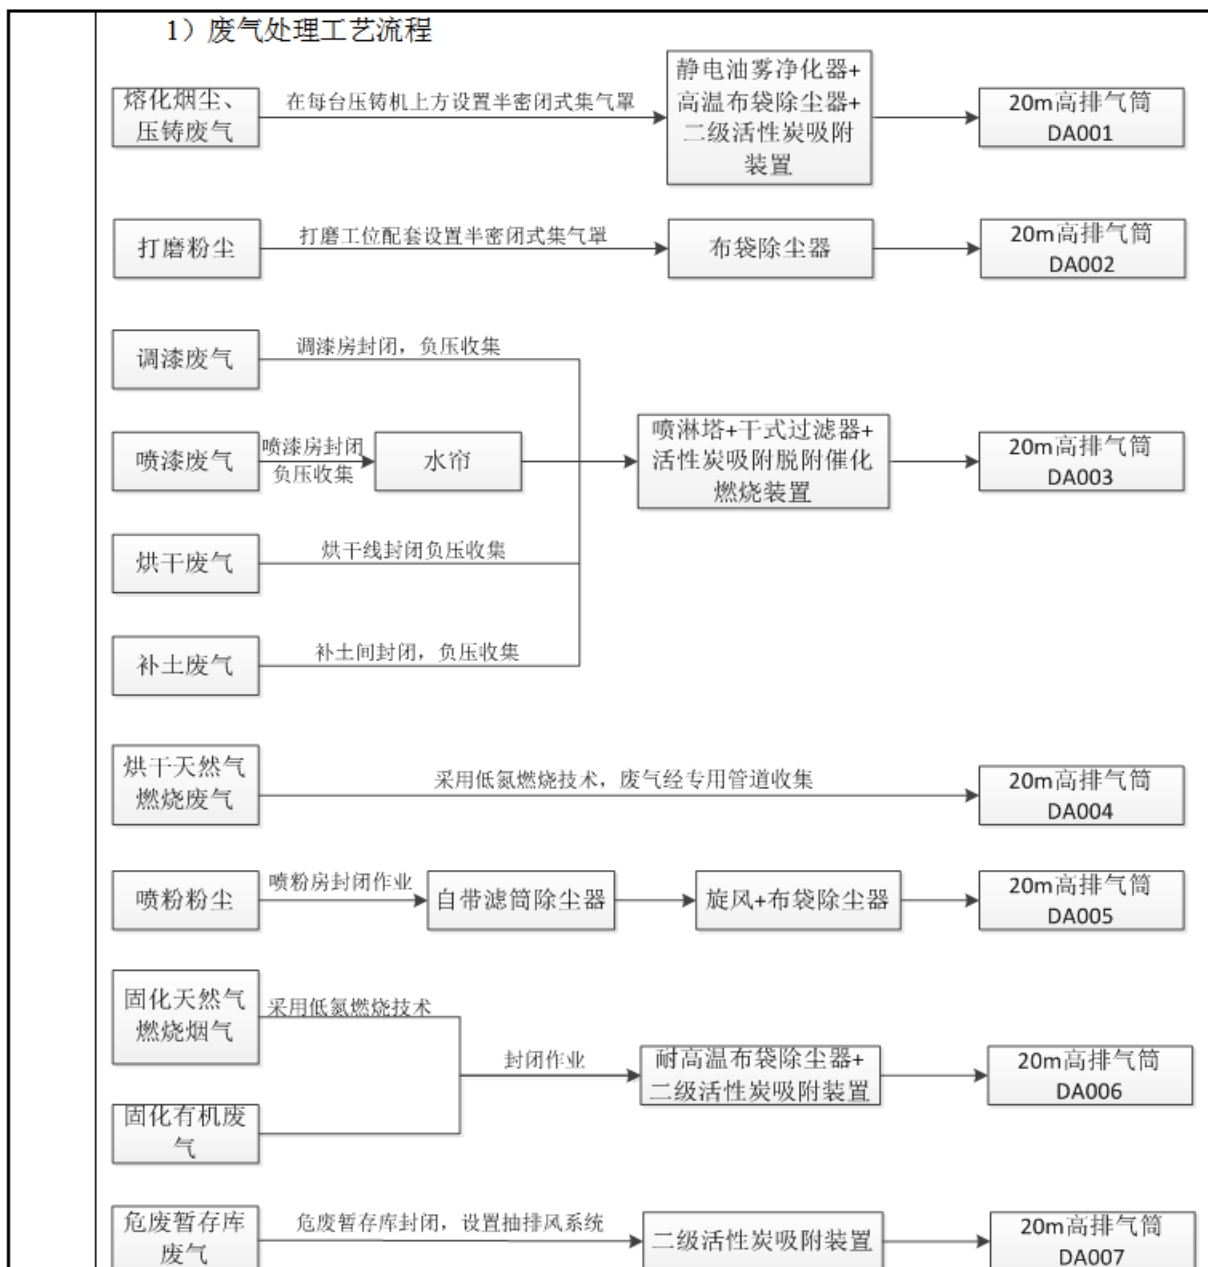 1）废气处理工艺流程
熔化烟尘、
压铸废气
在每台压铸机上方设置半密闭式集气罩
静电油雾净化器+
高温布袋除尘器+
二级活性炭吸附
装置
20m高排气筒
DA001
打磨粉尘
打磨工位配套设置半密闭式集气罩
布袋除尘器
20m高排气筒
DA002
调漆废气
调漆房封闭，负压收集
喷漆废气
喷漆房封闭
负压收集
水帘
喷淋塔+干式过滤器+
活性炭吸附脱附催化
燃烧装置
20m高排气筒
DA003
烘干废气
烘干线封闭负压收集
补土废气
补土间封闭，负压收集
烘干天然气
燃烧废气
采用低氮燃烧技术，废气经专用管道收集
20m高排气筒
DA004
喷粉粉尘
喷粉房封闭作业
自带滤筒除尘器
旋风+布袋除尘器
20m高排气筒
DA005
固化天然气
燃烧烟气
采用低氮燃烧技术
封闭作业
耐高温布袋除尘器+
二级活性炭吸附装置
20m高排气筒
DA006
固化有机废
气
危废暂存库
废气
危废暂存库封闭，设置抽排风系统
二级活性炭吸附装置
20m高排气筒
DA007